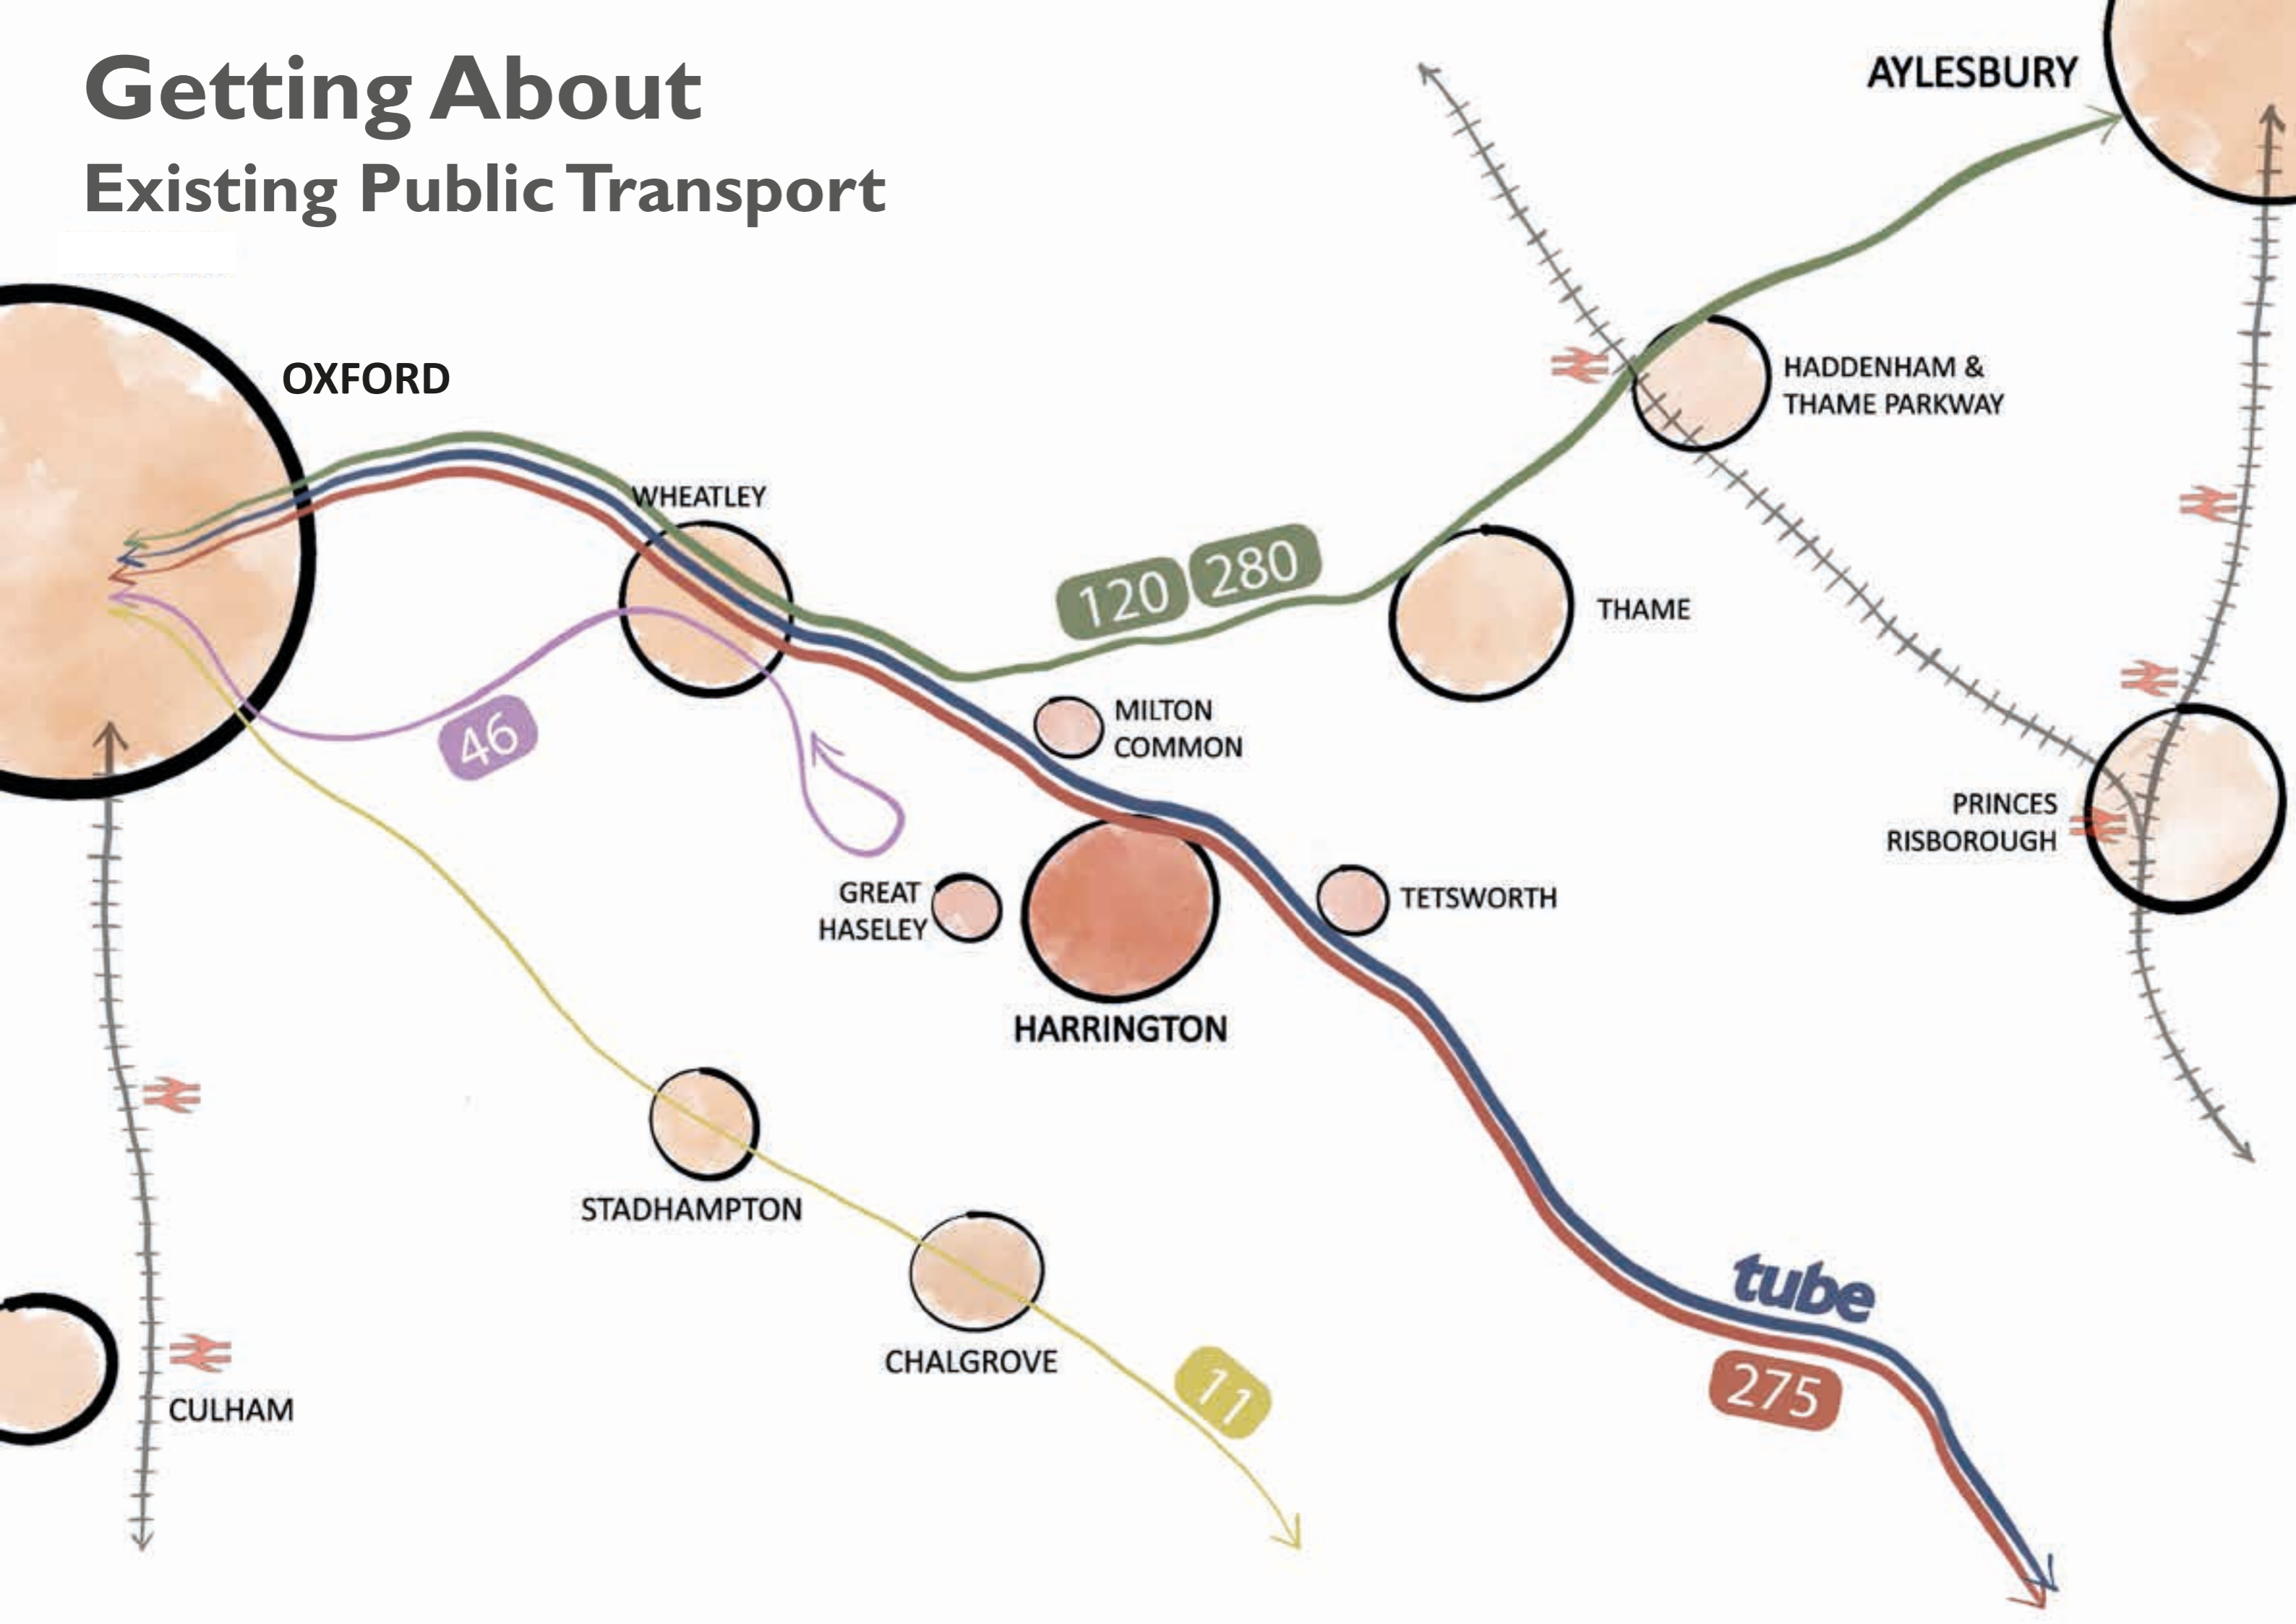 Getting About
Existing Public Transport
AYLESBURY
OXFORD
HADDENHAM &
THAME PARKWAY
WHEATLEY
120
280
THAME
46
MILTON
COMMON
PRINCES
RISBOROUGH
GREAT
HASELEY
TETSWORTH
HARRINGTON
STADHAMPTON
tube
CHALGROVE
11
275
CULHAM